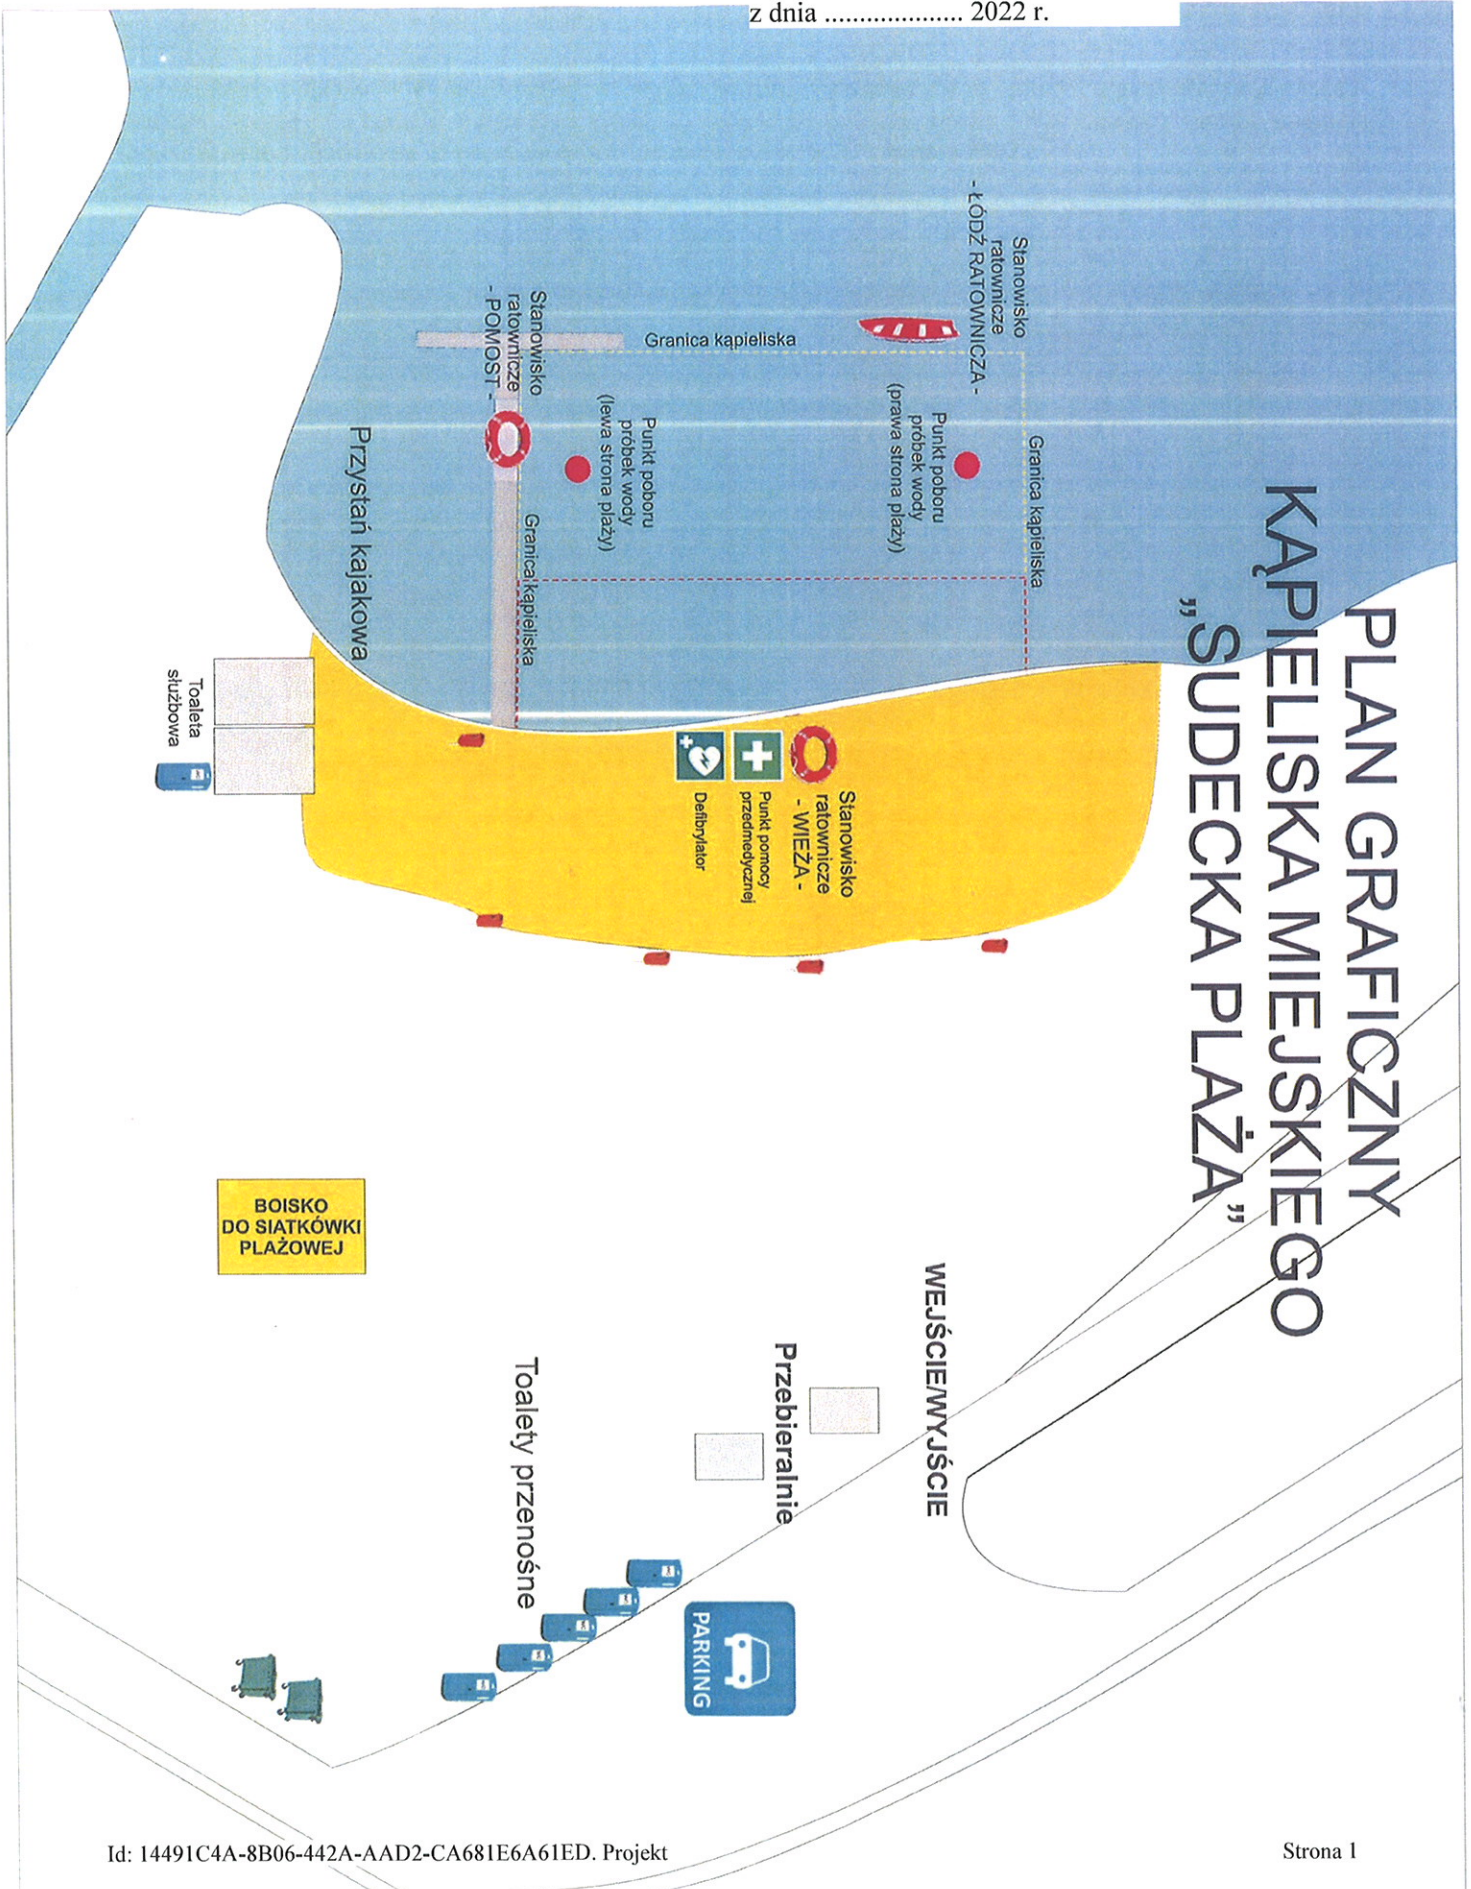 z dnia .................... 2022 r.
PLAN GRAFICZNY
KĄPIELISKA MIEJSKIEGO
„SUDECKA PLAŻA”
Stanowisko
ratownicze
- ŁÓDŹ RATOWNICZA -
Granica kąpieliska
Granica kąpieliska
Punkt poboru
próbek wody
(prawa strona plaży)
Punkt poboru
próbek wody
(lewa strona plaży)
Stanowisko
ratownicze
- POMOST -
Granica kąpieliska
Przystań kajakowa
Toaleta
służbowa
Stanowisko
ratownicze
- WIEŻA -
Punkt pomocy
przedmedycznej
Defibrylator
BOISKO
DO SIATKÓWKI
PLAŻOWEJ
WEJŚCIE/WYJŚCIE
Przebieralnie
Toalety przenośne
PARKING
Id: 14491C4A-8B06-442A-AAD2-CA681E6A61ED. Projekt
Strona 1